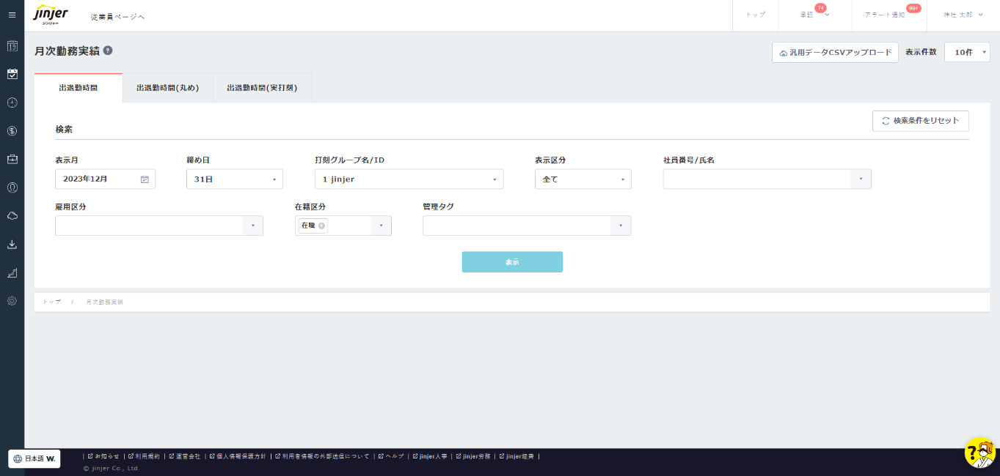 jinjer
ジンジャー
従業員ページへ
トップ
承認 74
アラート通知 99+
神社 太郎
月次勤務実績 ?
汎用データCSVアップロード
表示件数
10件
出退勤時間
出退勤時間(丸め)
出退勤時間(実打刻)
検索
検索条件をリセット
表示月
締め日
打刻グループ名/ID
表示区分
社員番号/氏名
2023年12月
31日
1 jinjer
全て
雇用区分
在籍区分
管理タグ
在職
表示
トップ / 月次勤務実績
日本語 W.
| お知らせ | 利用規約 | 運営会社 | 個人情報保護方針 | 利用者情報の外部送信について | ヘルプ | jinjer人事 | jinjer労務 | jinjer経費 |
© jinjer Co., Ltd.
?